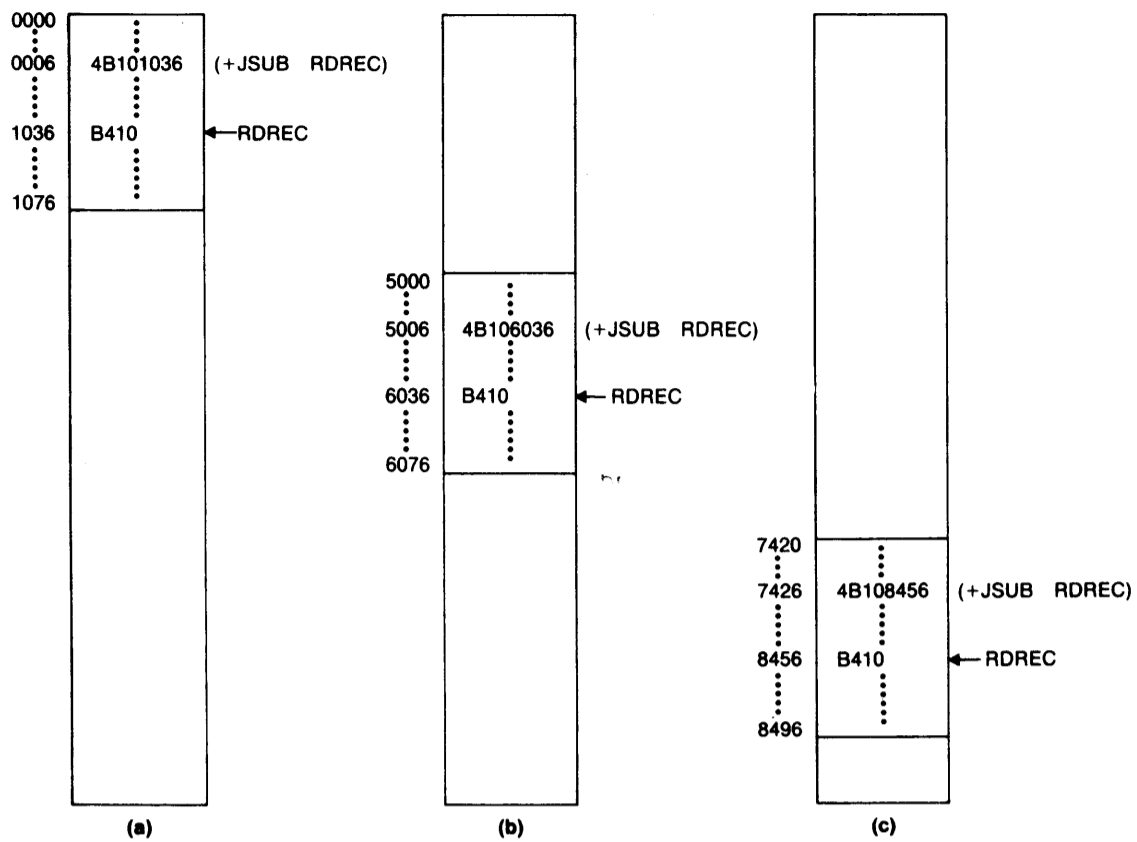 0000
0006 4B101036 (+JSUB RDREC)
1036 B410 RDREC
1076
(a)
5000
5006 4B106036 (+JSUB RDREC)
6036 B410 RDREC
6076
(b)
7420
7426 4B108456 (+JSUB RDREC)
8456 B410 RDREC
8496
(c)